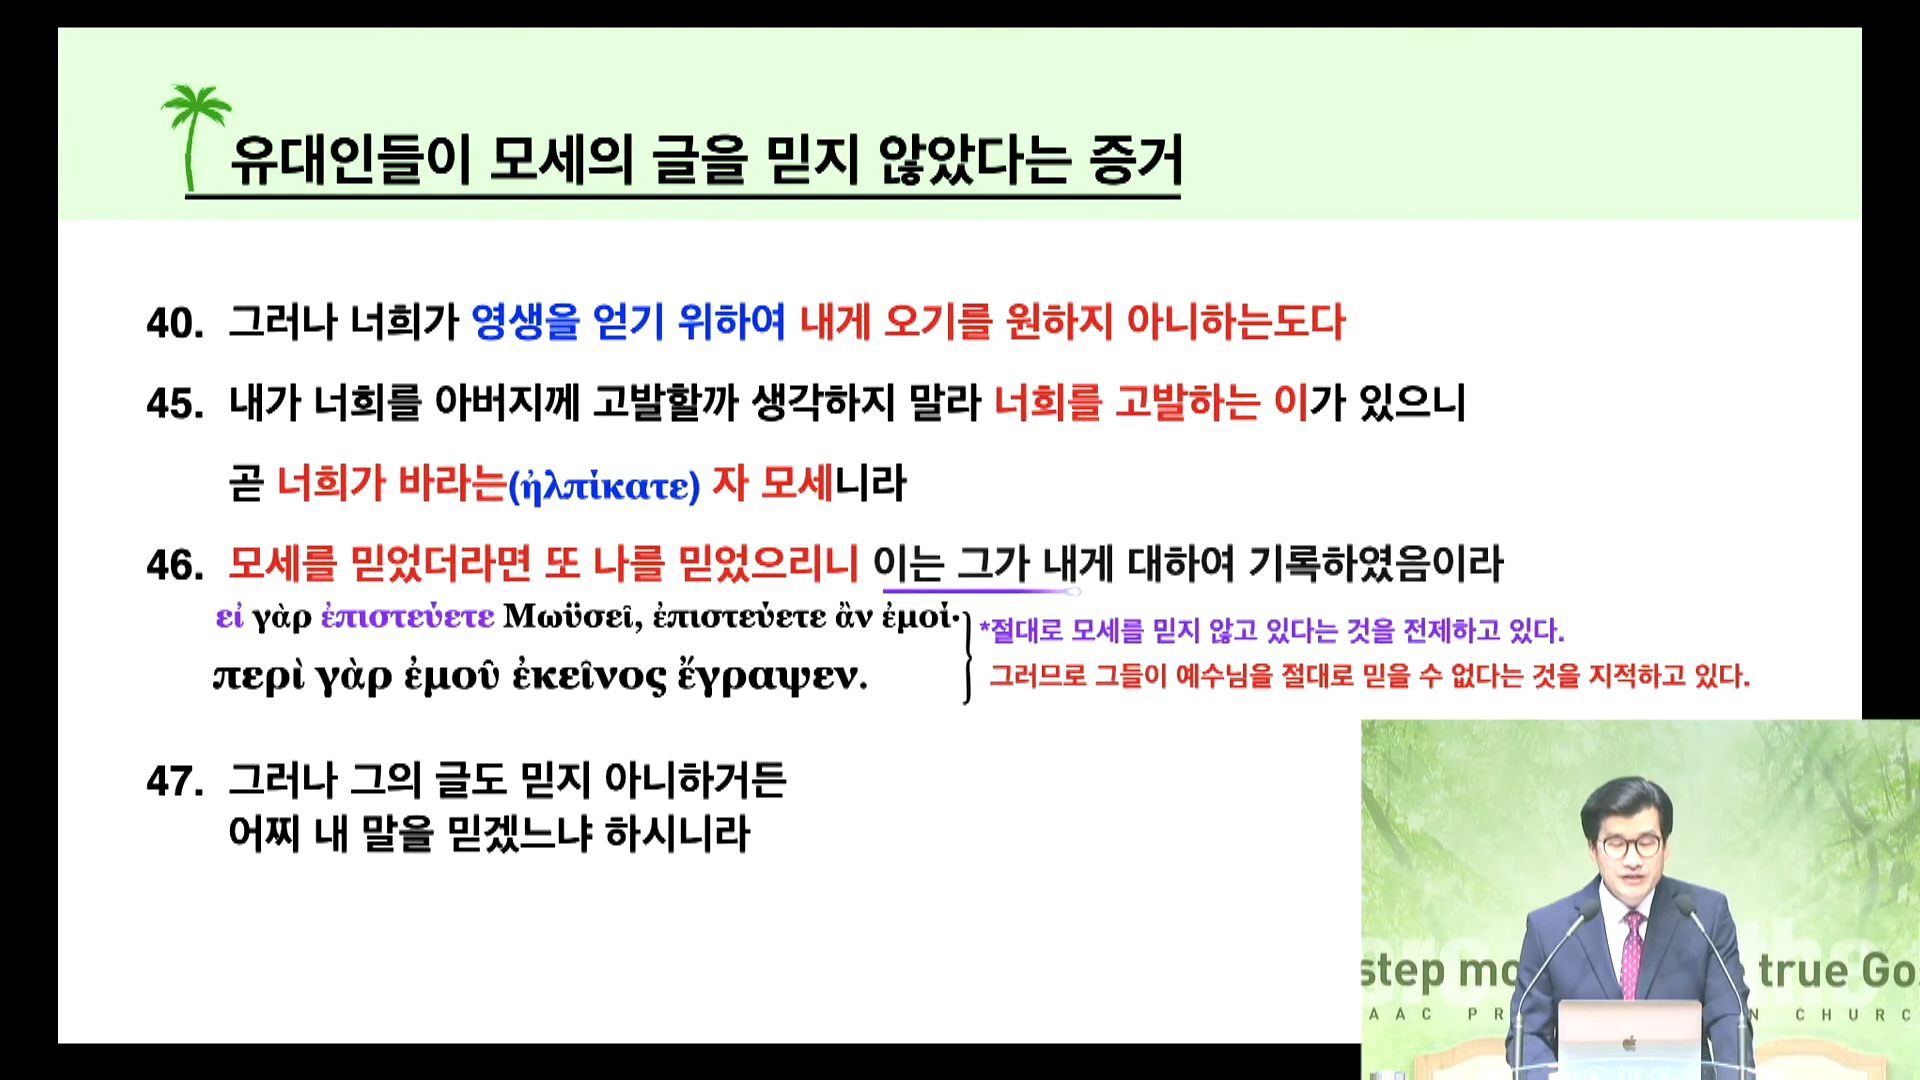 유대인들이 모세의 글을 믿지 않았다는 증거
40. 그러나 너희가 영생을 얻기 위하여 내게 오기를 원하지 아니하는도다
45. 내가 너희를 아버지께 고발할까 생각하지 말라 너희를 고발하는 이가 있으니
곧 너희가 바라는(ἠλπίκατε) 자 모세니라
46. 모세를 믿었더라면 또 나를 믿었으리니 이는 그가 내게 대하여 기록하였음이라
εἰ γὰρ ἐπιστεύετε Μωϋσεῖ, ἐπιστεύετε ἂν ἐμοί·
περὶ γὰρ ἐμοῦ ἐκεῖνος ἔγραψεν.
*절대로 모세를 믿지 않고 있다는 것을 전제하고 있다.
그러므로 그들이 예수님을 절대로 믿을 수 없다는 것을 지적하고 있다.
47. 그러나 그의 글도 믿지 아니하거든
어찌 내 말을 믿겠느냐 하시니라
step mo true Go
AAC PR N CHURC